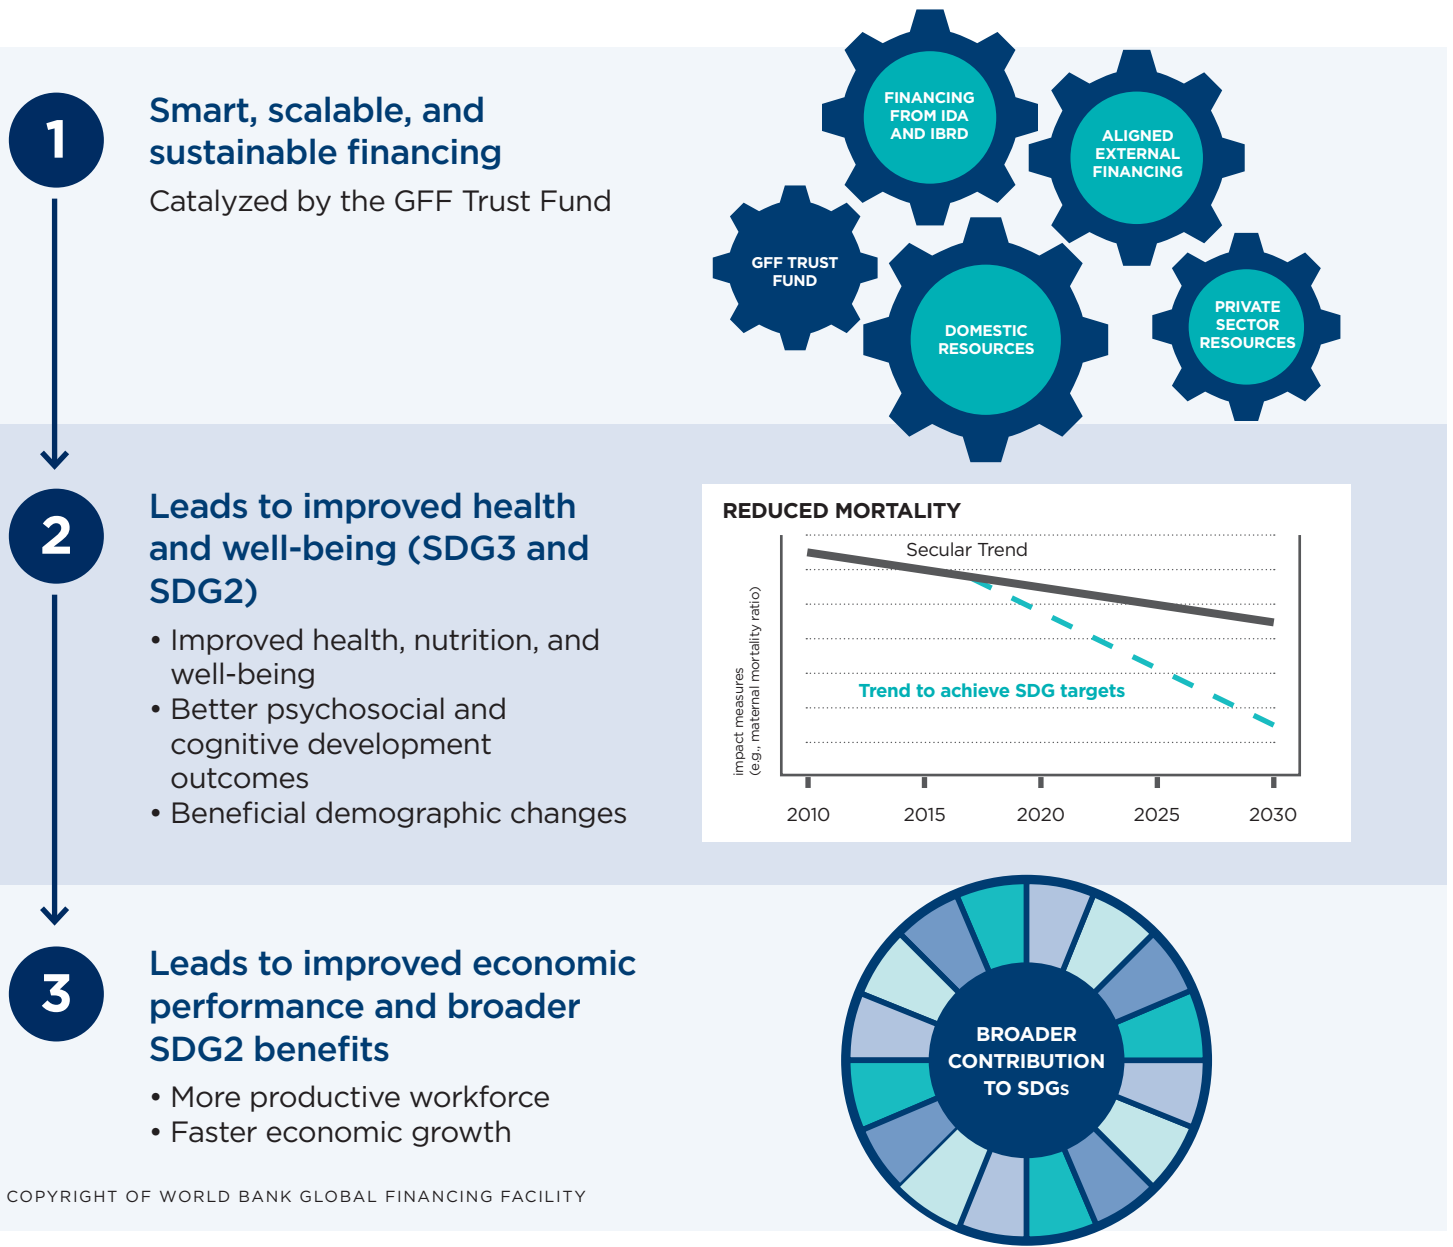 1
Smart, scalable, and
sustainable financing
Catalyzed by the GFF Trust Fund
FINANCING
FROM IDA
AND IBRD
ALIGNED
EXTERNAL
FINANCING
GFF TRUST
FUND
DOMESTIC
RESOURCES
PRIVATE
SECTOR
RESOURCES
2
Leads to improved health
and well-being (SDG3 and
SDG2)
• Improved health, nutrition, and
well-being
• Better psychosocial and
cognitive development
outcomes
• Beneficial demographic changes
REDUCED MORTALITY
Secular Trend
Trend to achieve SDG targets
impact measures
(e.g., maternal mortality ratio)
2010 2015 2020 2025 2030
3
Leads to improved economic
performance and broader
SDG2 benefits
• More productive workforce
• Faster economic growth
BROADER
CONTRIBUTION
TO SDGs
COPYRIGHT OF WORLD BANK GLOBAL FINANCING FACILITY